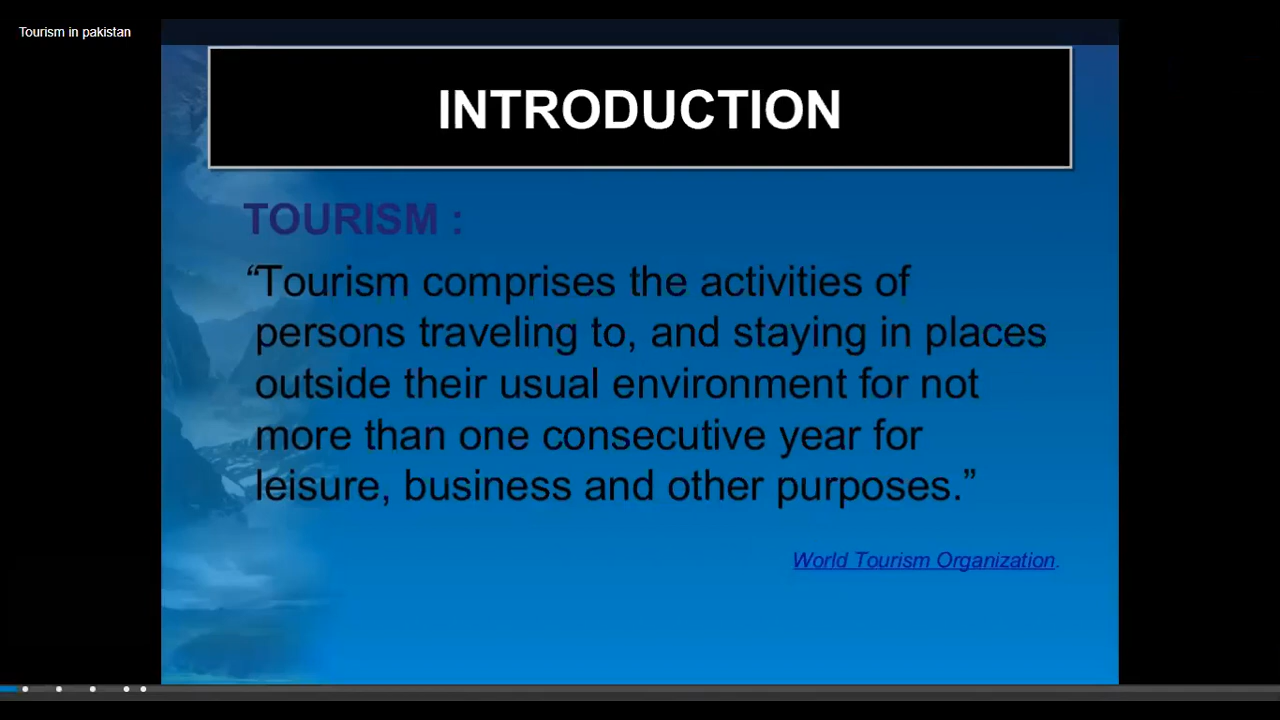 Tourism in pakistan
INTRODUCTION
TOURISM :
“Tourism comprises the activities of
persons traveling to, and staying in places
outside their usual environment for not
more than one consecutive year for
leisure, business and other purposes.”
World Tourism Organization.